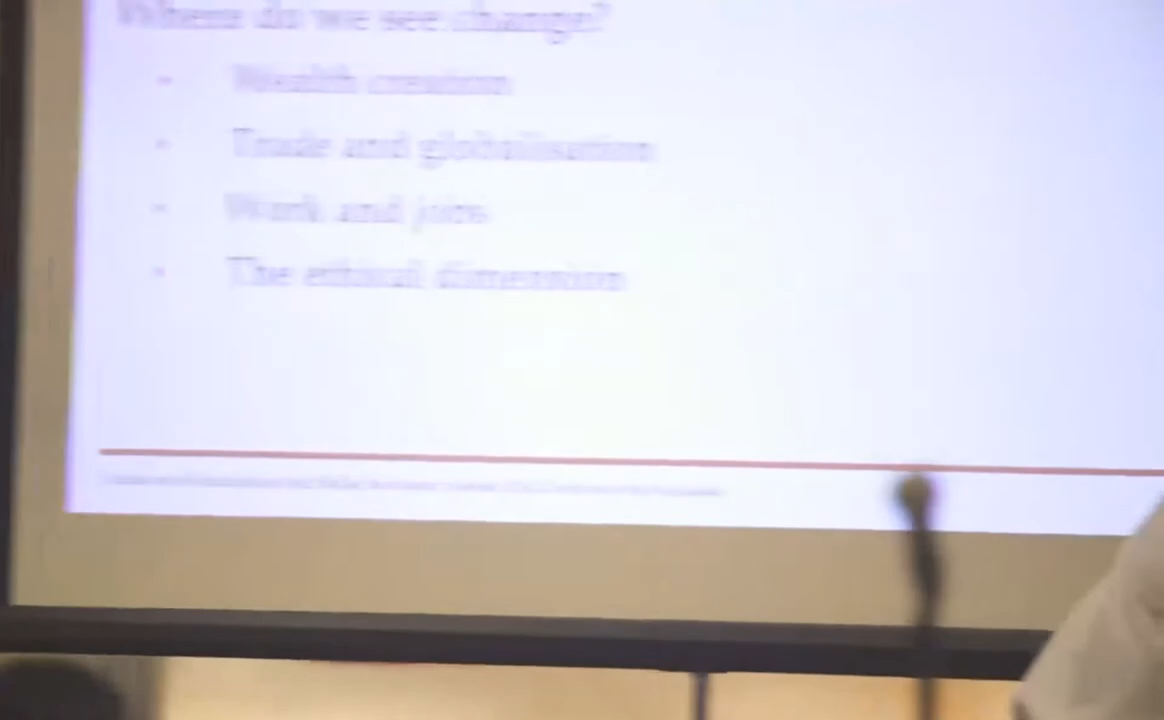 Where do we see change?
- Wealth creation
- Trade and globalisation
- Work and jobs
- The ethical dimension